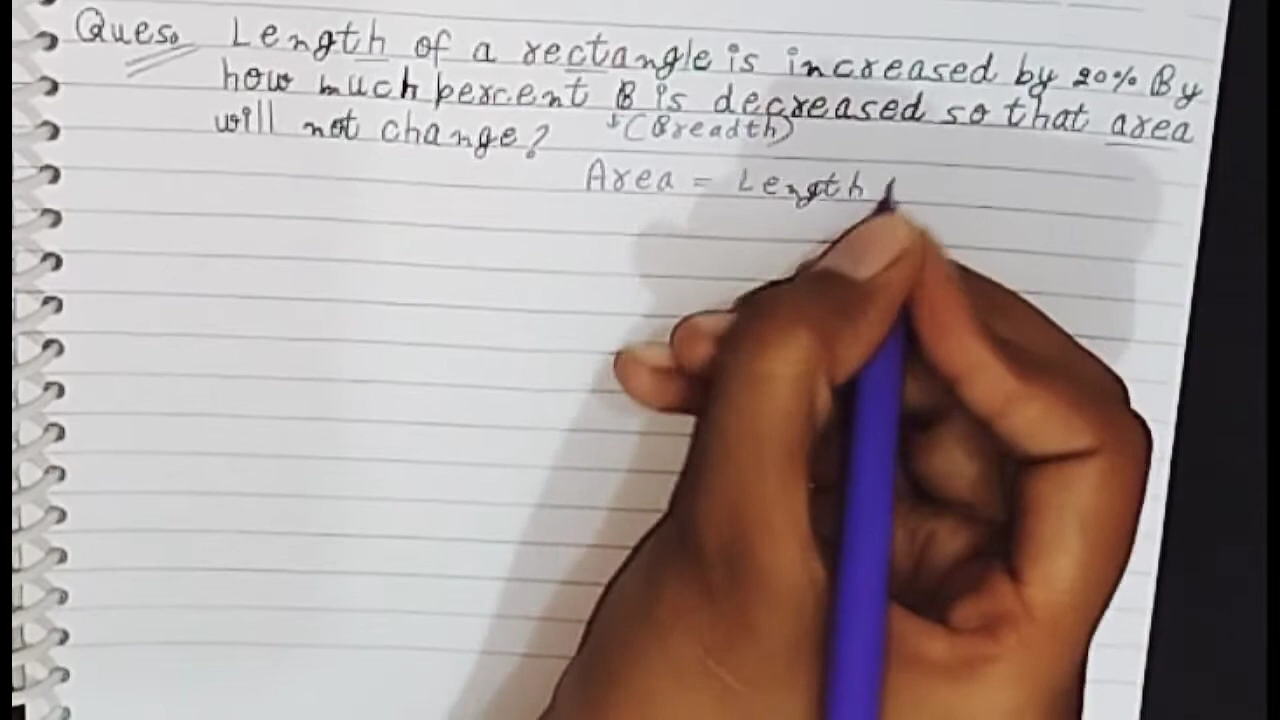 Ques. Length of a rectangle is increased by 20% By
how much percent B is decreased so that area
will not change? ↓(Breadth)
Area = Length